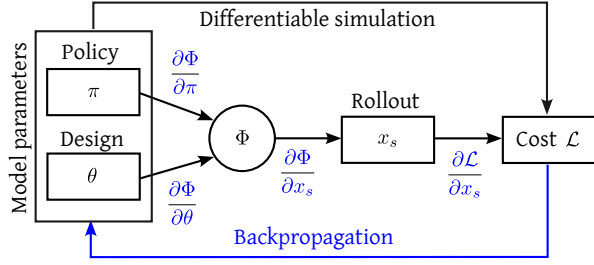 Differentiable simulation
Model parameters
Policy
π
∂Φ
∂π
Design
θ
∂Φ
∂θ
Φ
∂Φ
∂x_s
Rollout
x_s
∂ℒ
∂x_s
Cost ℒ
Backpropagation